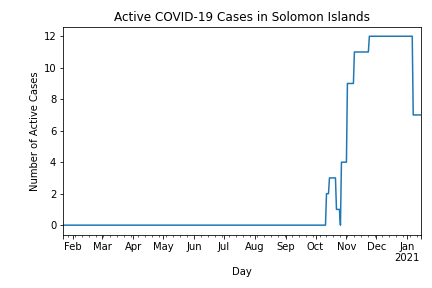 Active COVID-19 Cases in Solomon Islands
12
10
8
6
4
2
0
Number of Active Cases
Feb Mar Apr May Jun Jul Aug Sep Oct Nov Dec Jan
2021
Day